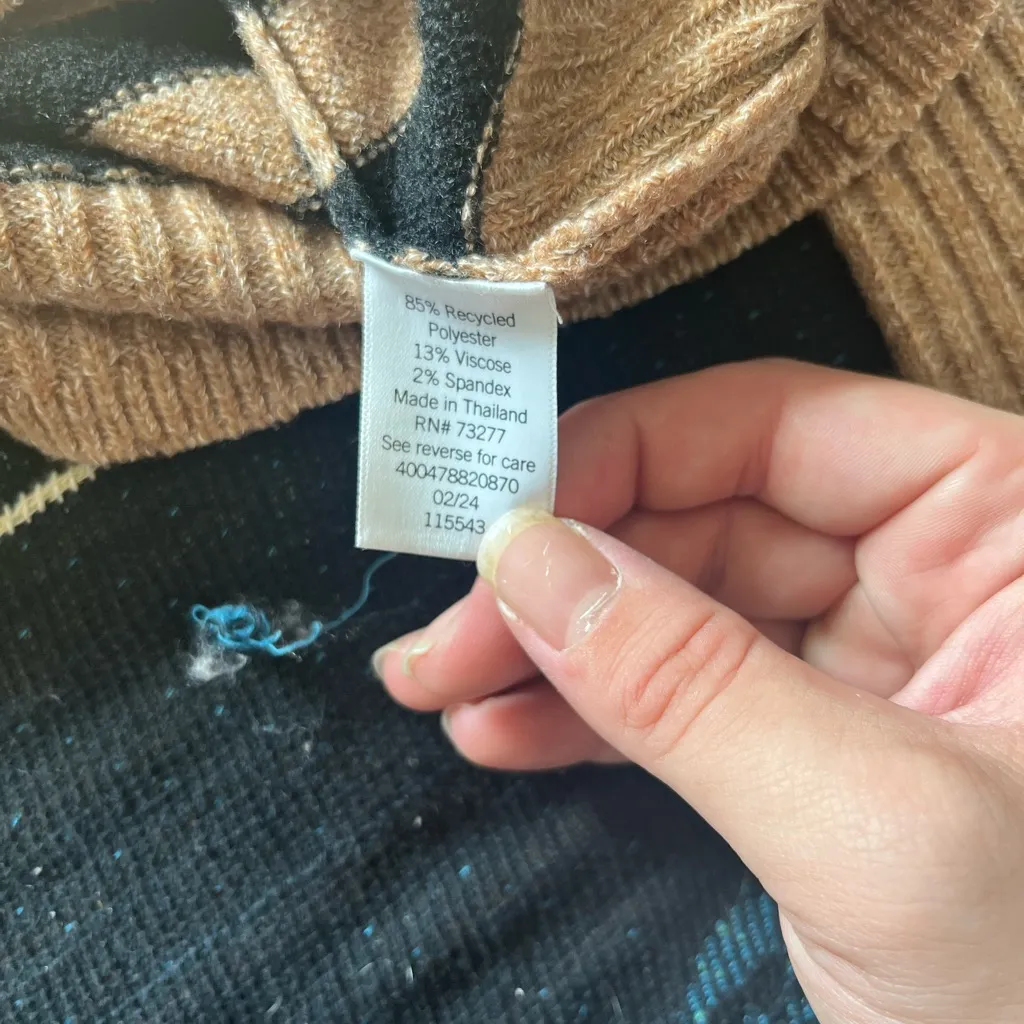 85% Recycled
Polyester
13% Viscose
2% Spandex
Made in Thailand
RN# 73277
See reverse for care
400478820870
02/24
115543